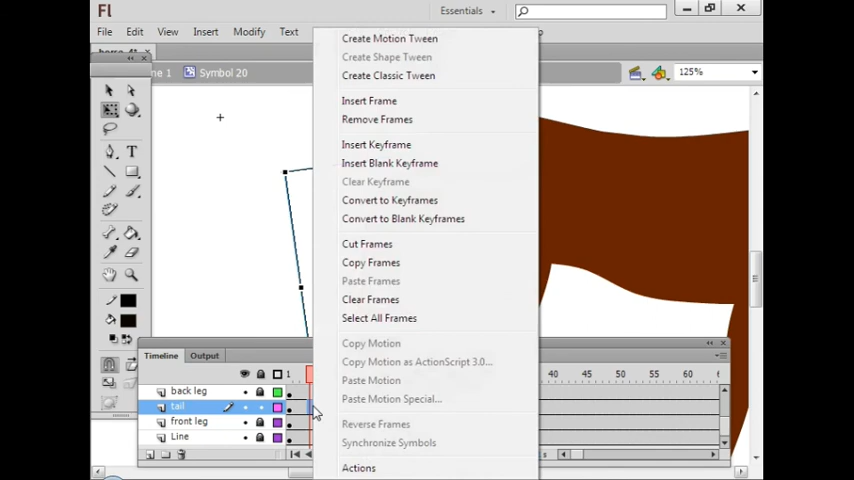 Fl
Essentials
File Edit View Insert Modify Text
Symbol 20
125%
Create Motion Tween
Create Shape Tween
Create Classic Tween
Insert Frame
Remove Frames
Insert Keyframe
Insert Blank Keyframe
Clear Keyframe
Convert to Keyframes
Convert to Blank Keyframes
Cut Frames
Copy Frames
Paste Frames
Clear Frames
Select All Frames
Copy Motion
Copy Motion as ActionScript 3.0...
Paste Motion
Paste Motion Special...
Reverse Frames
Synchronize Symbols
Actions
Timeline Output
1 40 45 50 55 60 65
back leg
tail
front leg
Line